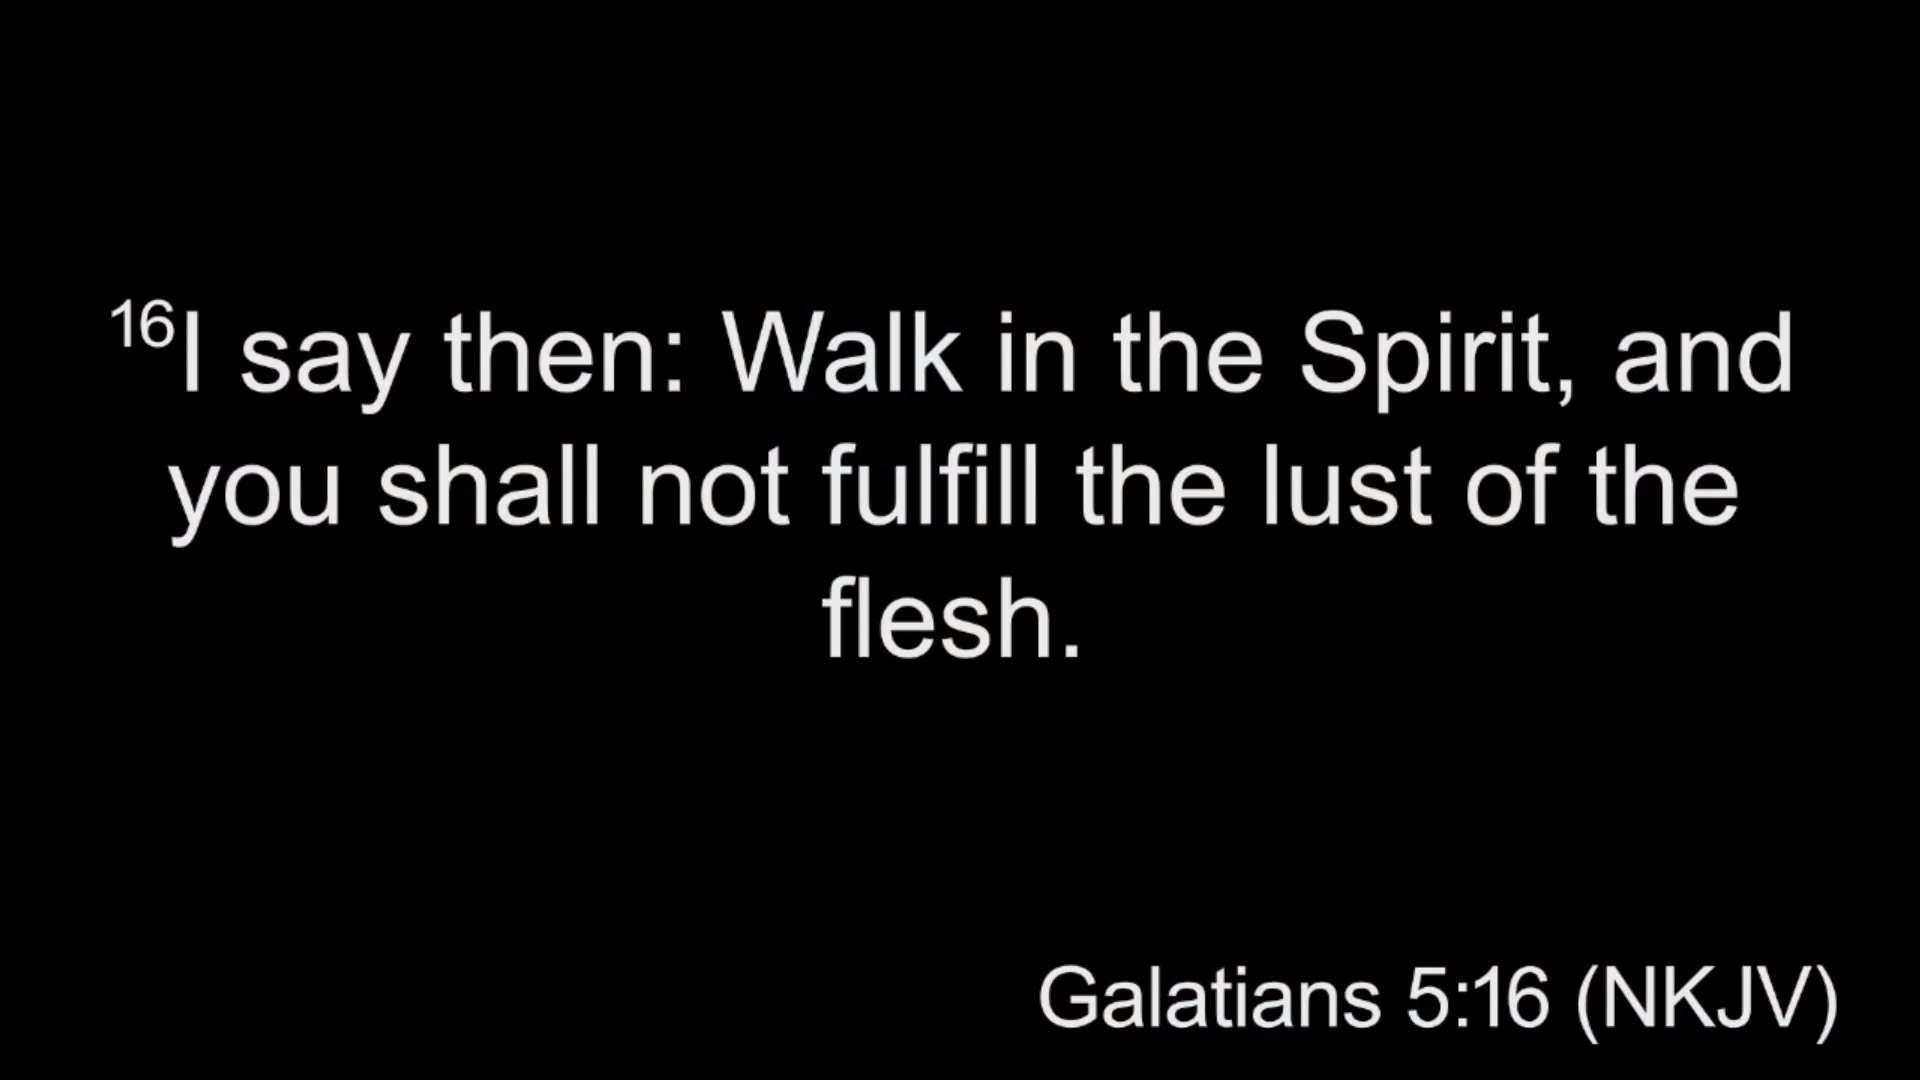 16I say then: Walk in the Spirit, and
you shall not fulfill the lust of the
flesh.
Galatians 5:16 (NKJV)